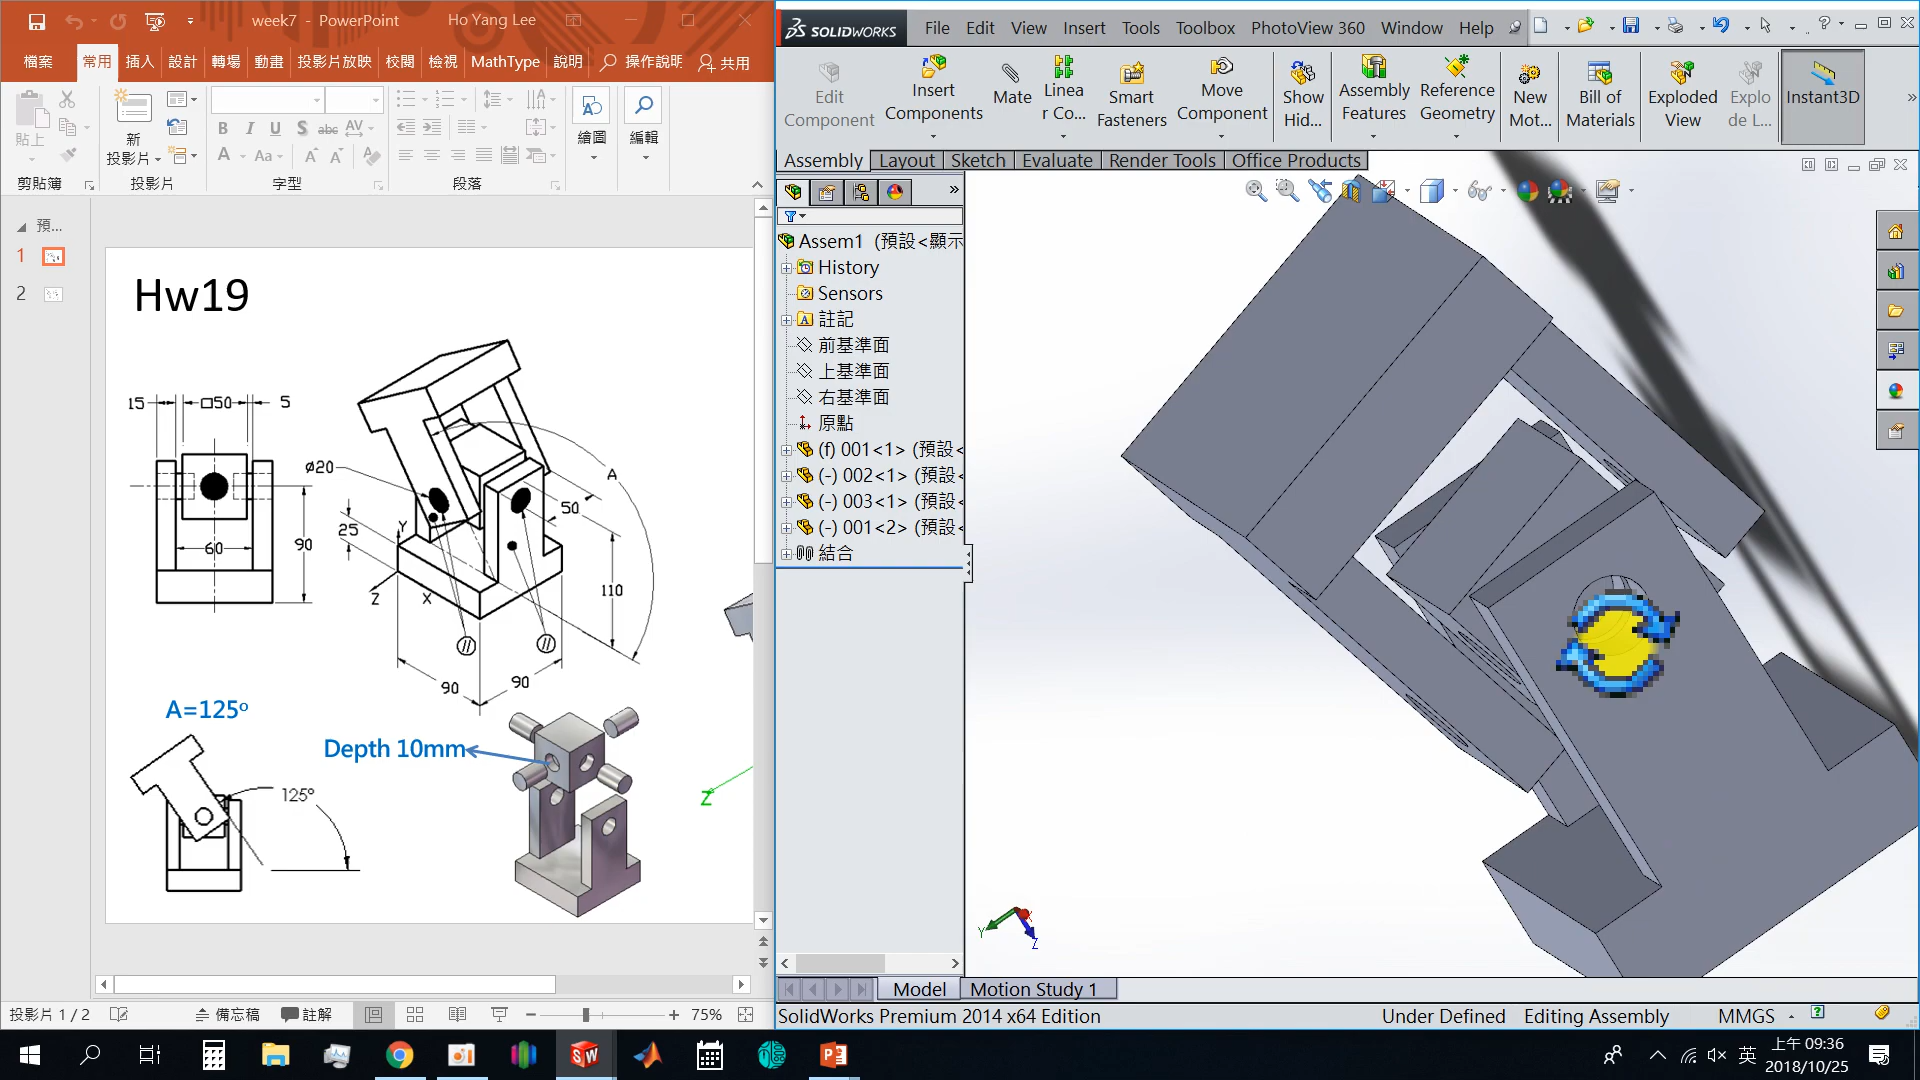 week7 - PowerPoint
Ho Yang Lee
檔案 常用 插入 設計 轉場 動畫 投影片放映 校閱 檢視 MathType 說明 操作說明 共用
貼上
新
投影片
B I U S abc AV
A Aa A A
繪圖
編輯
剪貼簿
投影片
字型
段落
預...
1
2
Hw19
15 □50 5
60
90
Ø20
25
Y
Z
X
A
50
110
90
90
A=125°
Depth 10mm
125°
Z
投影片 1 / 2
備忘稿
註解
75%
SOLIDWORKS
File Edit View Insert Tools Toolbox PhotoView 360 Window Help
Edit
Component
Insert
Components
Mate
Linea
r Co...
Smart
Fasteners
Move
Component
Show
Hid...
Assembly
Features
Reference
Geometry
New
Mot...
Bill of
Materials
Exploded
View
Explo
de L...
Instant3D
Assembly Layout Sketch Evaluate Render Tools Office Products
Assem1 (預設<顯示
History
Sensors
註記
前基準面
上基準面
右基準面
原點
(f) 001<1> (預設<
(-) 002<1> (預設<
(-) 003<1> (預設<
(-) 001<2> (預設<
結合
Y
Z
Model Motion Study 1
SolidWorks Premium 2014 x64 Edition
Under Defined Editing Assembly MMGS
英
上午 09:36
2018/10/25